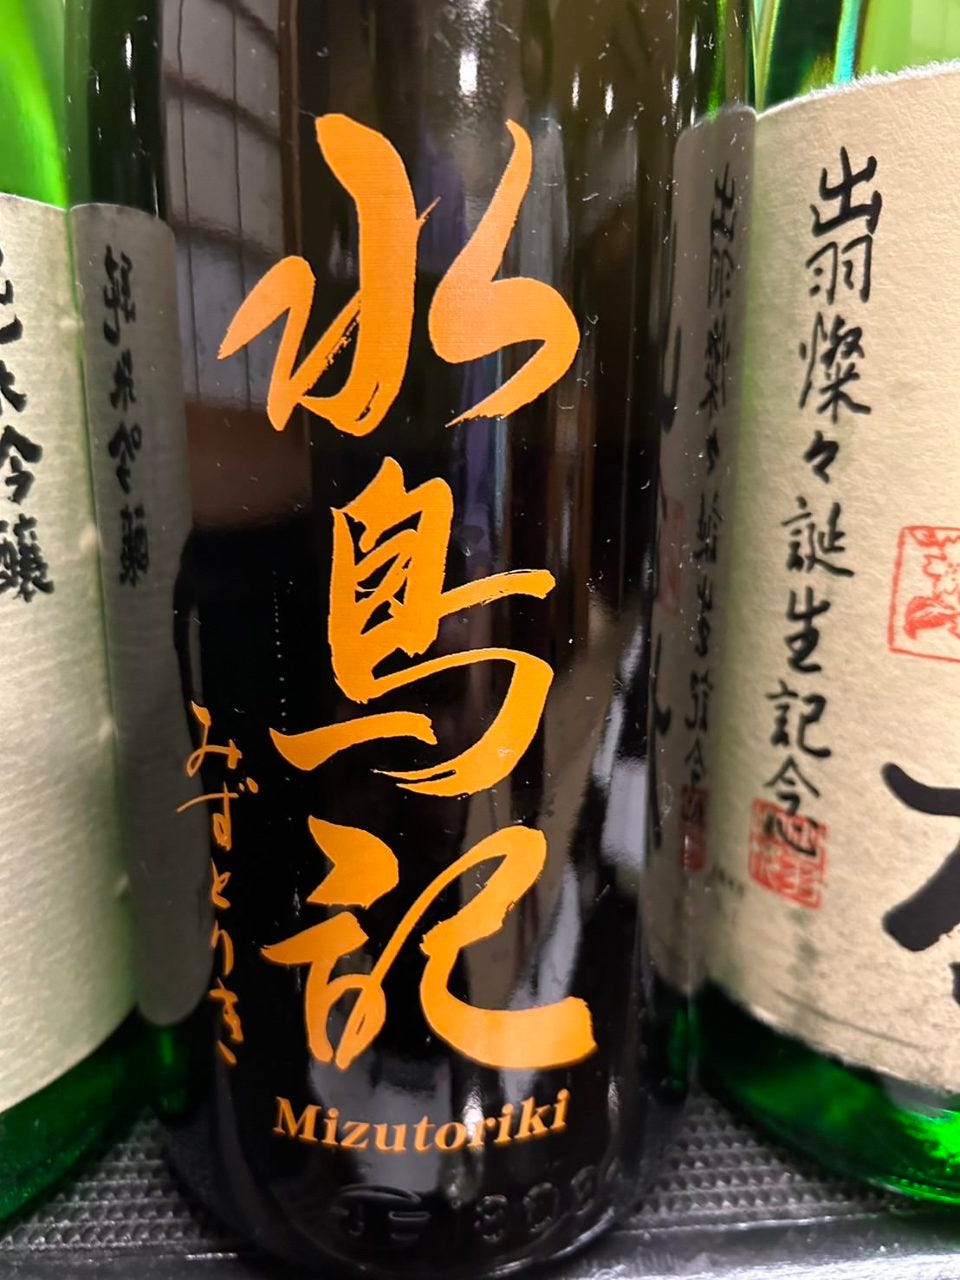 水鳥記
みずとりき
Mizutoriki
出羽燦々誕生記念
純米吟醸